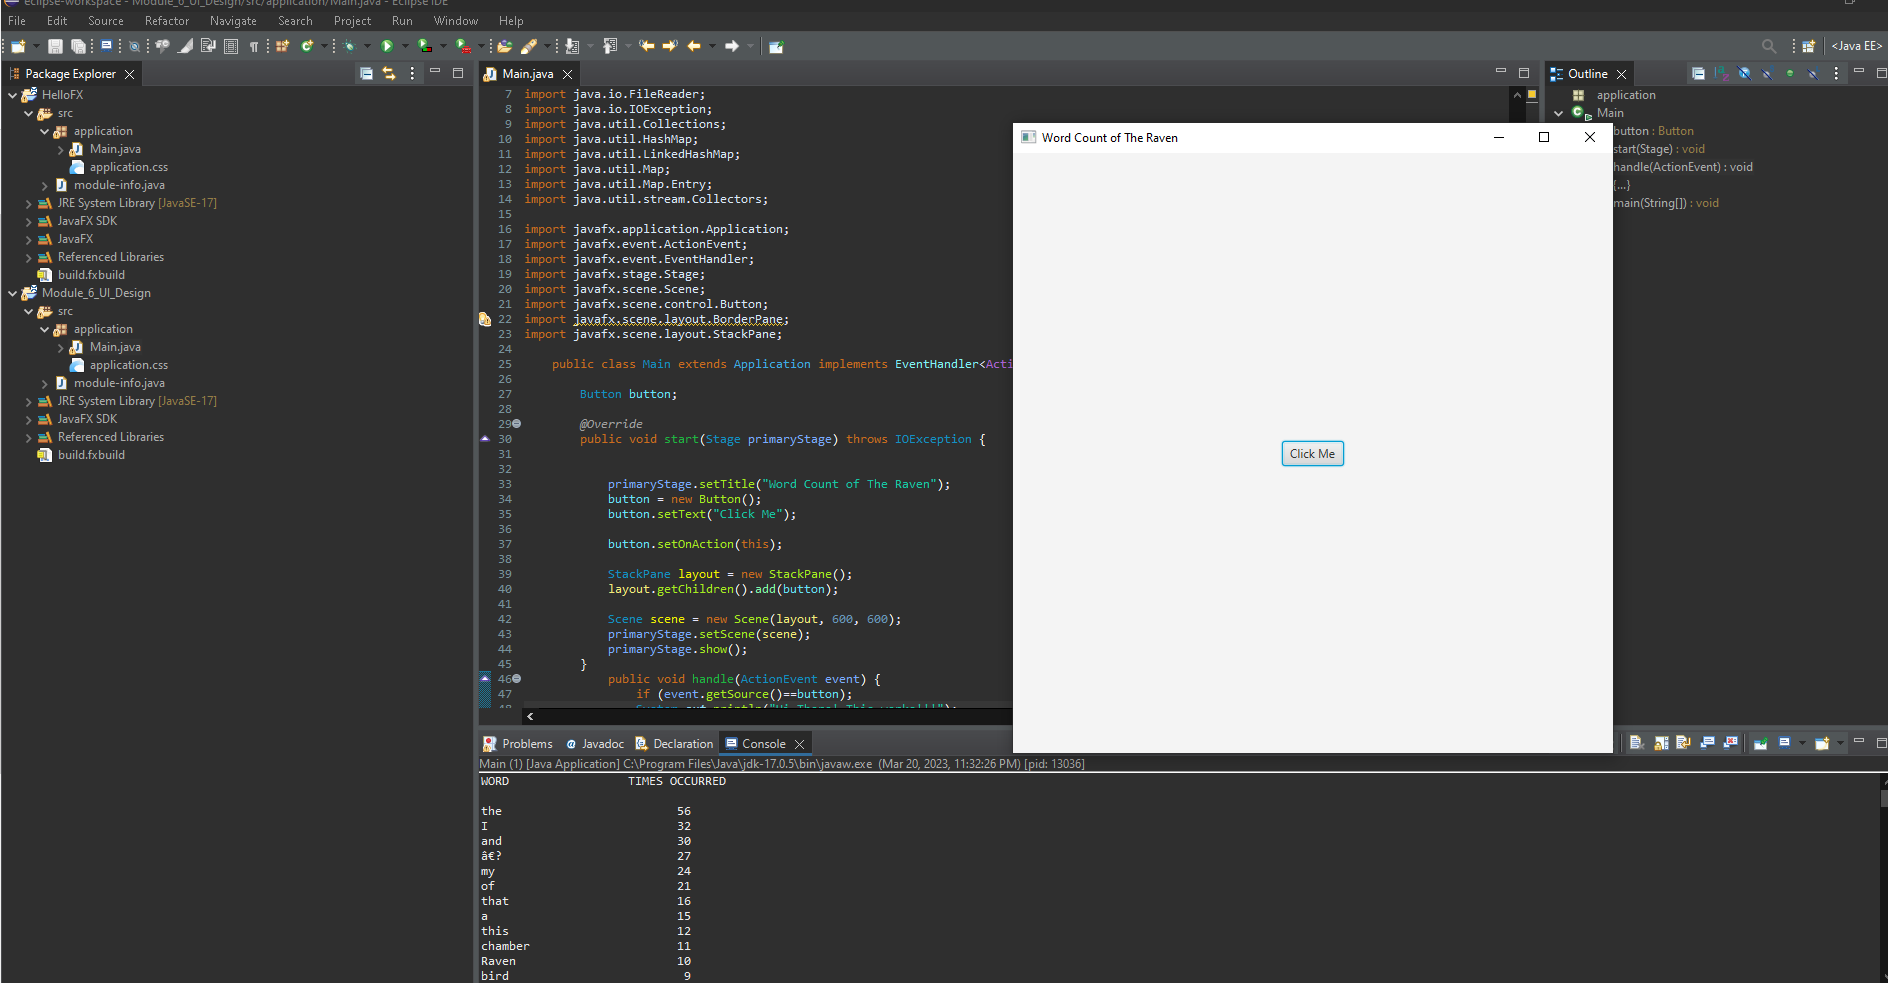 eclipse-workspace - Module_6_UI_Design/src/application/Main.java - Eclipse IDE
File Edit Source Refactor Navigate Search Project Run Window Help
<Java EE>
Package Explorer
HelloFX
src
application
Main.java
application.css
module-info.java
JRE System Library [JavaSE-17]
JavaFX SDK
JavaFX
Referenced Libraries
build.fxbuild
Module_6_UI_Design
src
application
Main.java
application.css
module-info.java
JRE System Library [JavaSE-17]
JavaFX SDK
Referenced Libraries
build.fxbuild
Main.java
7 import java.io.FileReader;
8 import java.io.IOException;
9 import java.util.Collections;
10 import java.util.HashMap;
11 import java.util.LinkedHashMap;
12 import java.util.Map;
13 import java.util.Map.Entry;
14 import java.util.stream.Collectors;
15
16 import javafx.application.Application;
17 import javafx.event.ActionEvent;
18 import javafx.event.EventHandler;
19 import javafx.stage.Stage;
20 import javafx.scene.Scene;
21 import javafx.scene.control.Button;
22 import javafx.scene.layout.BorderPane;
23 import javafx.scene.layout.StackPane;
24
25 public class Main extends Application implements EventHandler<Acti
26
27 Button button;
28
29 @Override
30 public void start(Stage primaryStage) throws IOException {
31
32
33 primaryStage.setTitle("Word Count of The Raven");
34 button = new Button();
35 button.setText("Click Me");
36
37 button.setOnAction(this);
38
39 StackPane layout = new StackPane();
40 layout.getChildren().add(button);
41
42 Scene scene = new Scene(layout, 600, 600);
43 primaryStage.setScene(scene);
44 primaryStage.show();
45 }
46 public void handle(ActionEvent event) {
47 if (event.getSource()==button);
48 System.out.println("Hi There! This works!!!");
Word Count of The Raven
Click Me
Outline
application
Main
button : Button
start(Stage) : void
handle(ActionEvent) : void
{...}
main(String[]) : void
Problems Javadoc Declaration Console
Main (1) [Java Application] C:\Program Files\Java\jdk-17.0.5\bin\javaw.exe (Mar 20, 2023, 11:32:26 PM) [pid: 13036]
WORD TIMES OCCURRED
the 56
I 32
and 30
â€? 27
my 24
of 21
that 16
a 15
this 12
chamber 11
Raven 10
bird 9